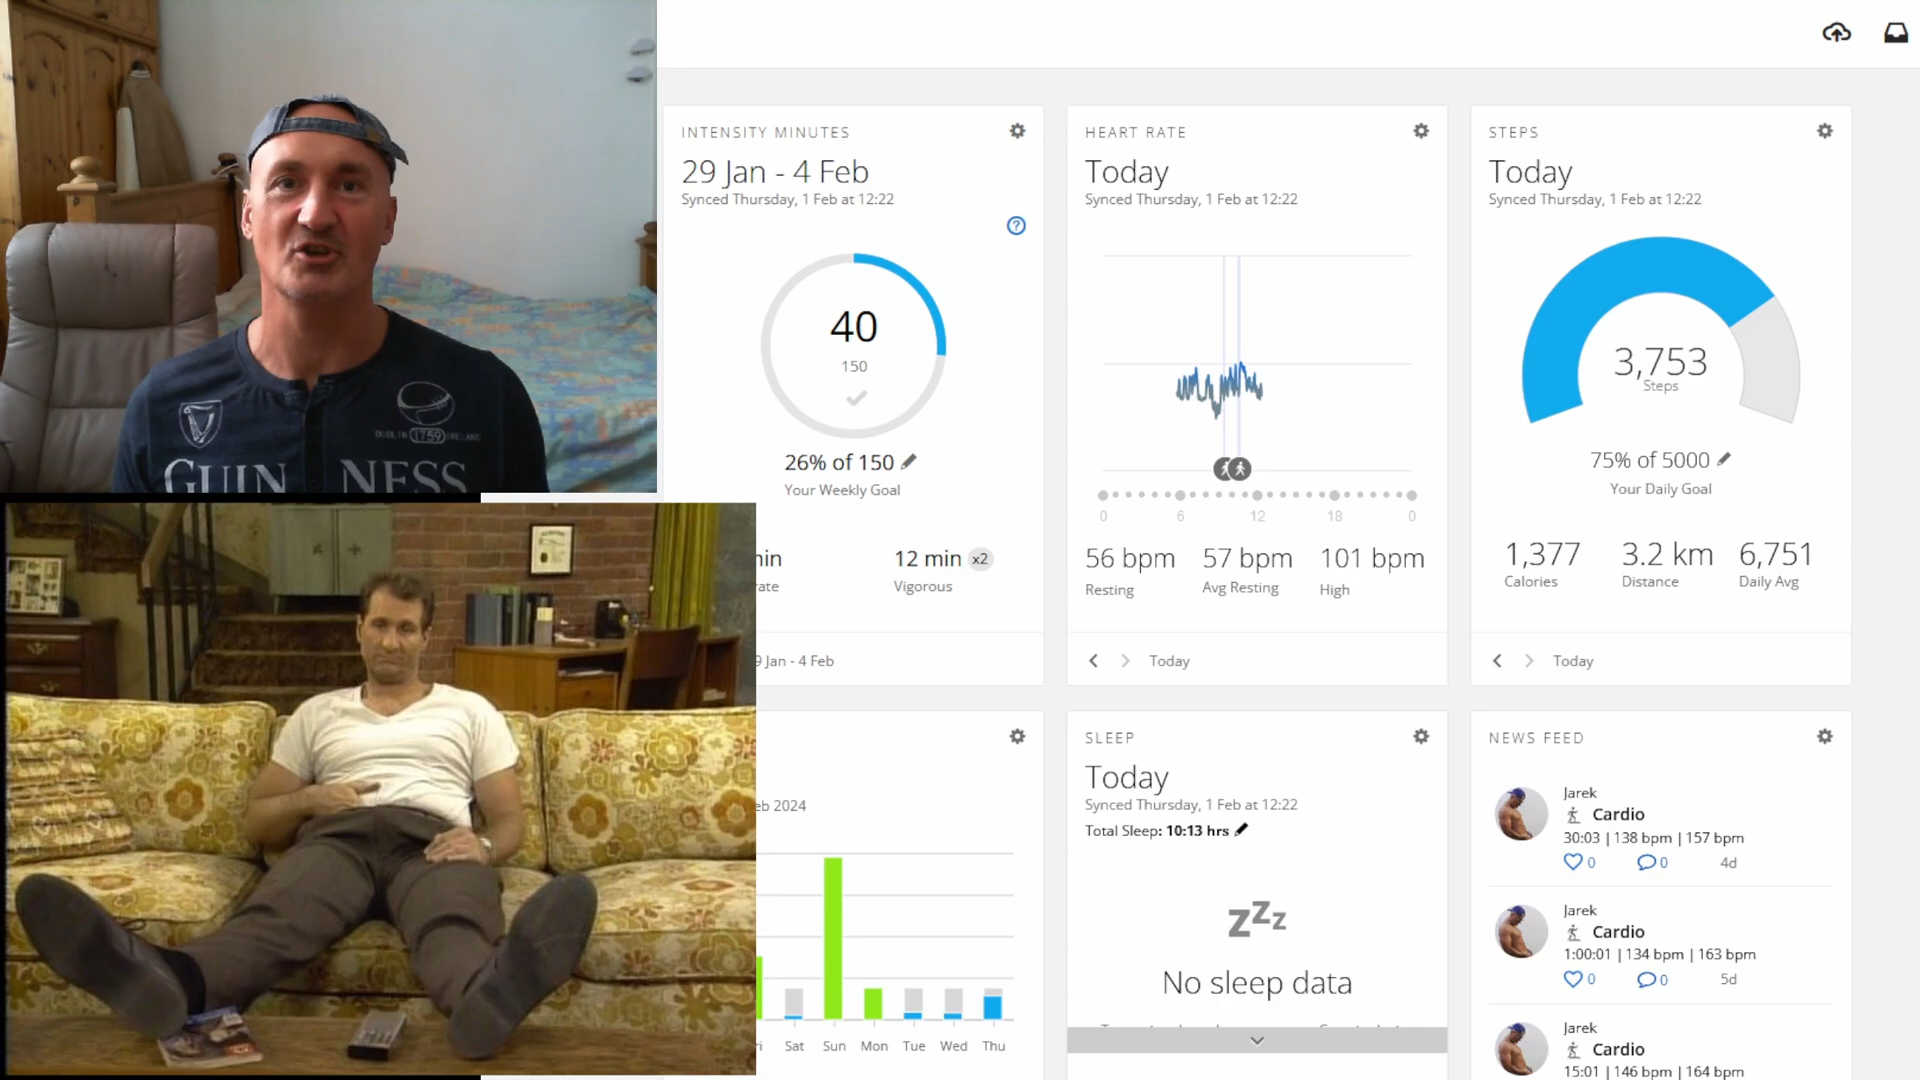 INTENSITY MINUTES
29 Jan - 4 Feb
Synced Thursday, 1 Feb at 12:22
?
40
150
26% of 150
Your Weekly Goal
12 min x2
Vigorous
Jan - 4 Feb
HEART RATE
Today
Synced Thursday, 1 Feb at 12:22
0 6 12 18 0
56 bpm 57 bpm 101 bpm
Resting Avg Resting High
Today
STEPS
Today
Synced Thursday, 1 Feb at 12:22
3,753
Steps
75% of 5000
Your Daily Goal
1,377 3.2 km 6,751
Calories Distance Daily Avg
Today
GUINNESS
DUBLIN 1759 IRELAND
2024
Sat Sun Mon Tue Wed Thu
SLEEP
Today
Synced Thursday, 1 Feb at 12:22
Total Sleep: 10:13 hrs
zzz
No sleep data
NEWS FEED
Jarek
Cardio
30:03 | 138 bpm | 157 bpm
0 0 4d
Jarek
Cardio
1:00:01 | 134 bpm | 163 bpm
0 0 5d
Jarek
Cardio
15:01 | 146 bpm | 164 bpm